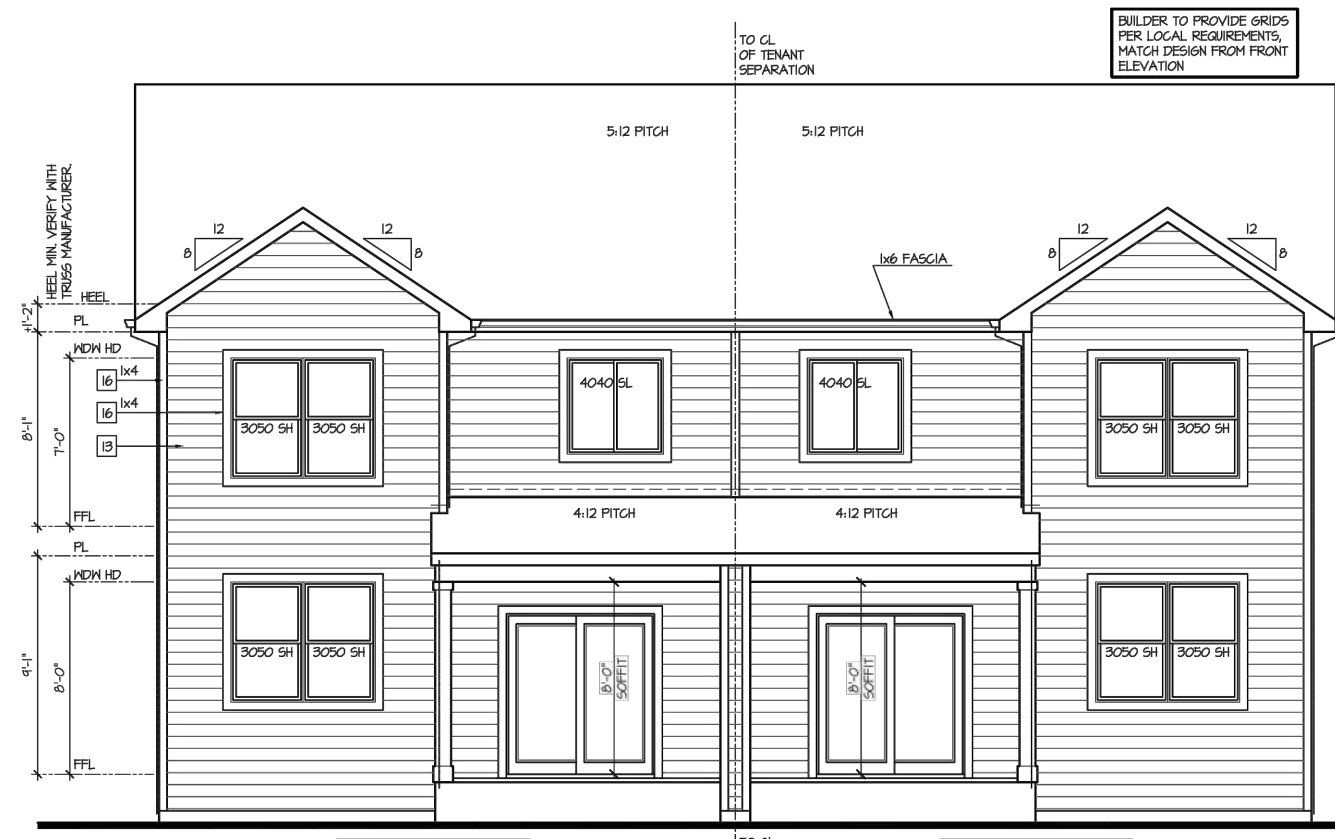 BUILDER TO PROVIDE GRIDS
PER LOCAL REQUIREMENTS,
MATCH DESIGN FROM FRONT
ELEVATION
TO CL
OF TENANT
SEPARATION
5:12 PITCH
5:12 PITCH
HEEL MIN. VERIFY WITH
TRUSS MANUFACTURER.
12
8
12
8
12
8
12
8
1x6 FASCIA
+1'-2"
HEEL
PL
WDW HD
16
1x4
16
1x4
13
8'-1"
7'-0"
4040 SL
4040 SL
3050 SH
3050 SH
3050 SH
3050 SH
FFL
4:12 PITCH
4:12 PITCH
PL
WDW HD
9'-1"
8'-0"
3050 SH
3050 SH
8'-0"
SOFFIT
8'-0"
SOFFIT
3050 SH
3050 SH
FFL
TO CL